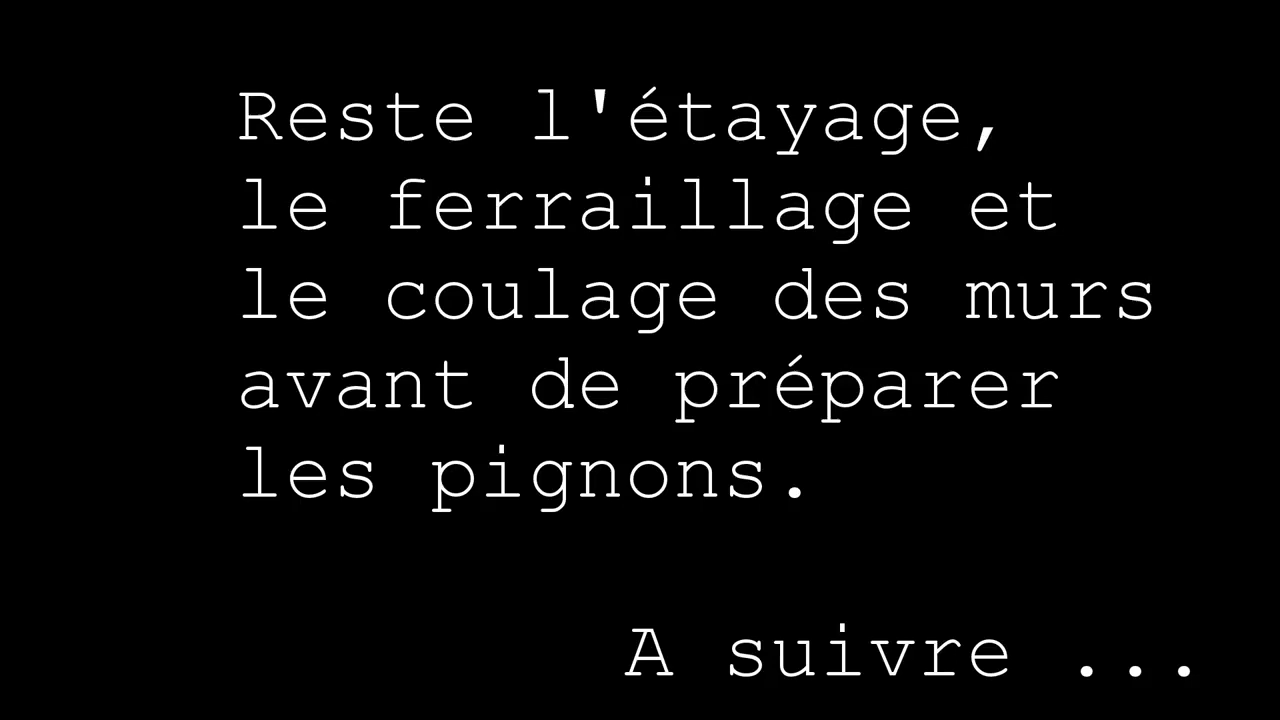 Reste l'étayage,
le ferraillage et
le coulage des murs
avant de préparer
les pignons.
A suivre ...